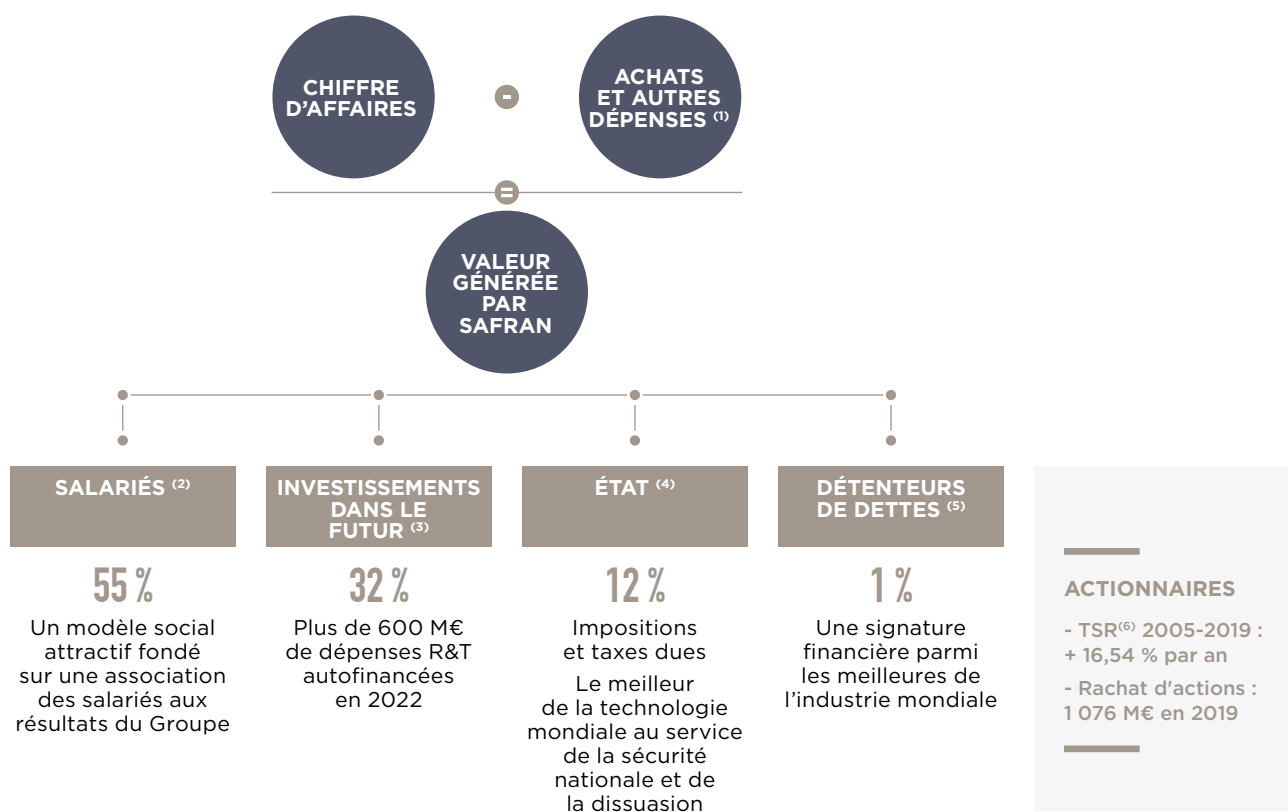 CHIFFRE
D'AFFAIRES
-
ACHATS
ET AUTRES
DÉPENSES (1)
=
VALEUR
GÉNÉRÉE
PAR
SAFRAN
SALARIÉS (2)
55 %
Un modèle social
attractif fondé
sur une association
des salariés aux
résultats du Groupe
INVESTISSEMENTS
DANS LE
FUTUR (3)
32 %
Plus de 600 M€
de dépenses R&T
autofinancées
en 2022
ÉTAT (4)
12 %
Impositions
et taxes dues
Le meilleur
de la technologie
mondiale au service
de la sécurité
nationale et de
la dissuasion
DÉTENTEURS
DE DETTES (5)
1 %
Une signature
financière parmi
les meilleures de
l’industrie mondiale
ACTIONNAIRES
- TSR(6) 2005-2019 :
+ 16,54 % par an
- Rachat d'actions :
1 076 M€ en 2019